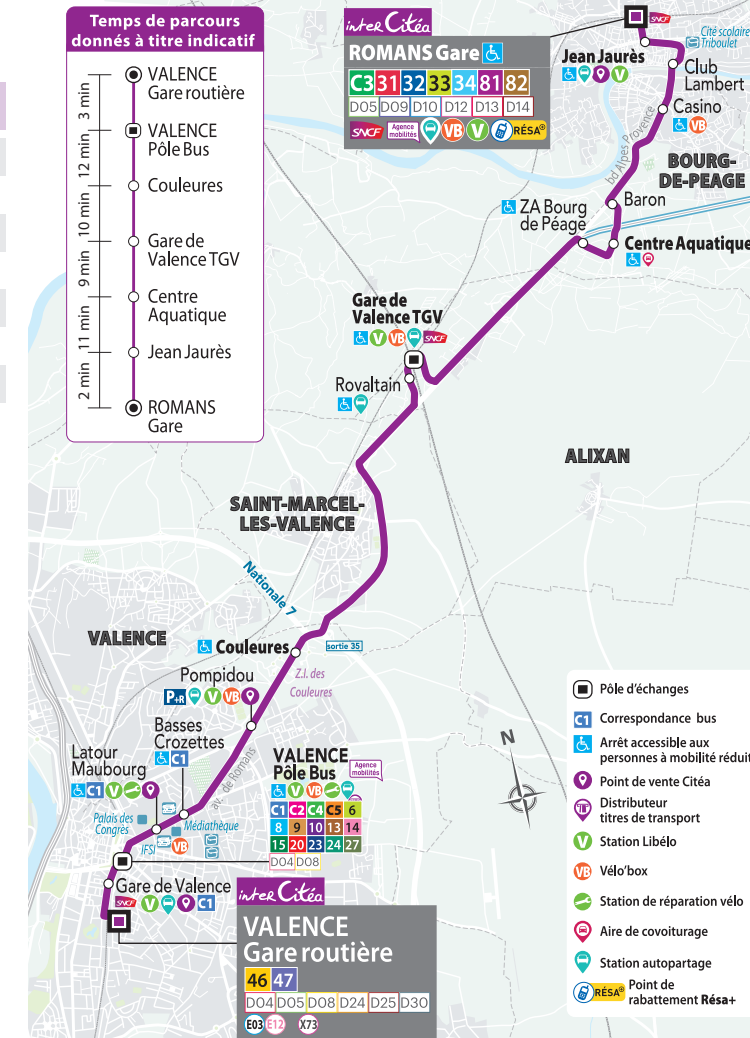 Temps de parcours
donnés à titre indicatif
3 min
12 min
10 min
9 min
11 min
2 min
VALENCE
Gare routière
VALENCE
Pôle Bus
Couleures
Gare de
Valence TGV
Centre
Aquatique
Jean Jaurès
ROMANS
Gare
inter Citéa
ROMANS Gare
C3 31 32 33 34 81 82
D05 D09 D10 D12 D13 D14
SNCF Agence mobilités VB V RÉSA+
SNCF
Cité scolaire
Triboulet
Jean Jaurès
V
Club
Lambert
Casino
VB
bd Alpes Provence
BOURG-
DE-PEAGE
Baron
ZA Bourg
de Péage
Centre Aquatique
Gare de
Valence TGV
V VB SNCF
Rovaltain
ALIXAN
SAINT-MARCEL-
LES-VALENCE
Nationale 7
VALENCE
Couleures
sortie 35
Z.I. des
Couleures
Pompidou
P+R V VB
Basses
Crozettes
C1
av. de Romans
Latour
Maubourg
C1 V
Palais des
Congrès
Médiathèque
IFSI
VB
VALENCE
Pôle Bus
Agence
mobilités
V VB
C1 C2 C4 C5 6
8 9 10 13 14
15 20 23 24 27
D04 D08
Gare de Valence
SNCF V C1
inter Citéa
VALENCE
Gare routière
46 47
D04 D05 D08 D24 D25 D30
E03 E12 X73
N
Pôle d'échanges
C1 Correspondance bus
Arrêt accessible aux
personnes à mobilité réduit
Point de vente Citéa
Distributeur
titres de transport
V Station Libélo
VB Vélo'box
Station de réparation vélo
Aire de covoiturage
Station autopartage
RÉSA+ Point de
rabattement Résa+